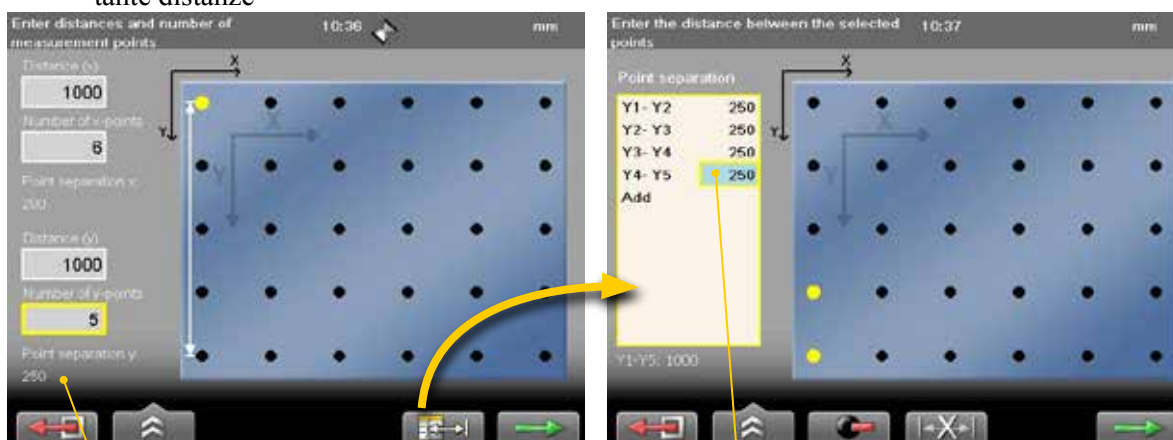 tante distanze
Enter distances and number of
measurement points
10:36
mm
Distance (x)
1000
Number of x-points
6
Point separation x:
200
Distance (y)
1000
Number of y-points
5
Point separation y:
250
X
Y
X
Y
Enter the distance between the selected
points
10:37
mm
Point separation
Y1- Y2 250
Y2- Y3 250
Y3- Y4 250
Y4- Y5 250
Add
Y1-Y5: 1000
X
Y
X
Y
X